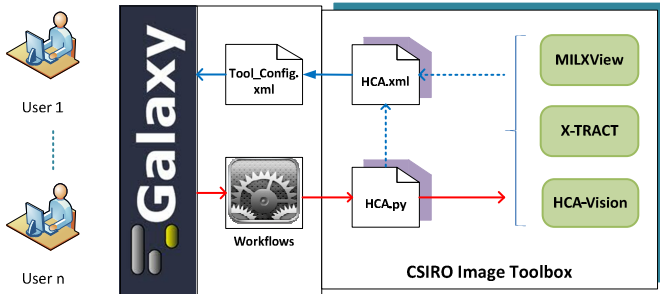 User 1
User n
Galaxy
Tool_Config.
xml
HCA.xml
Workflows
HCA.py
MILXView
X-TRACT
HCA-Vision
CSIRO Image Toolbox